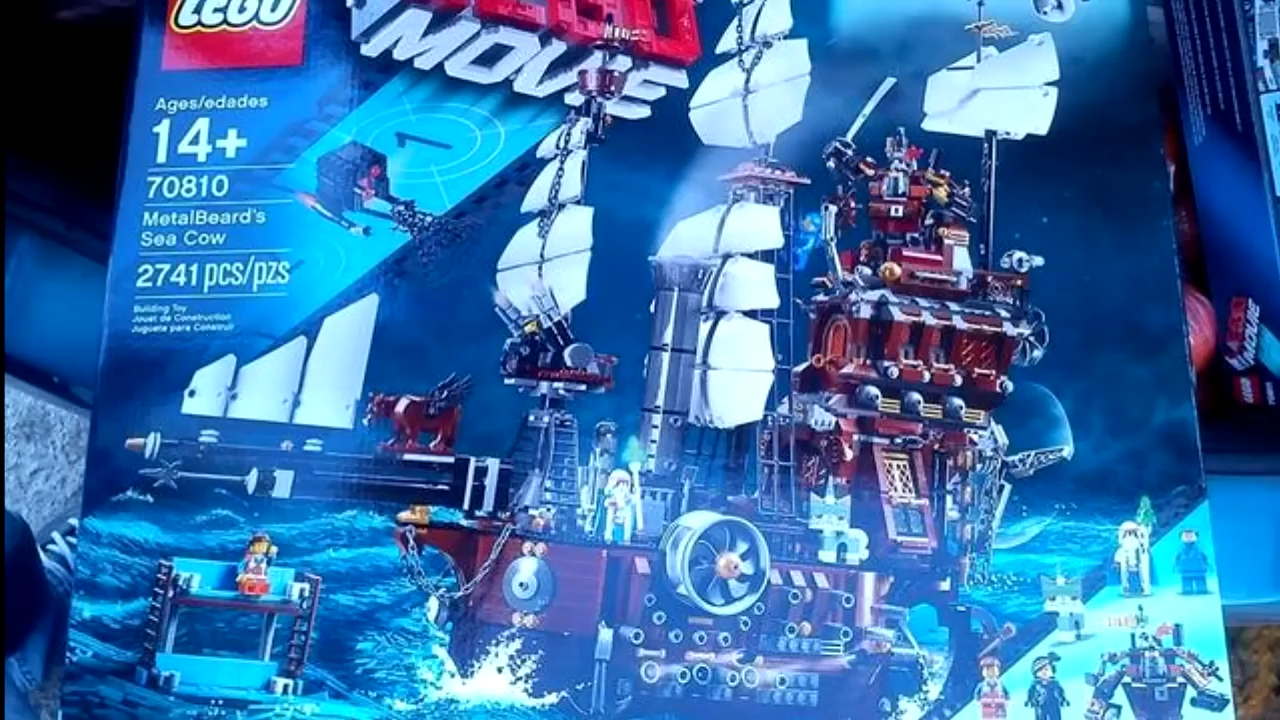 LEGO
MOVIE
Ages/edades
14+
70810
MetalBeard's
Sea Cow
2741 pcs/pzs
Building Toy
Jouet de Construction
Juguete para Construir
1